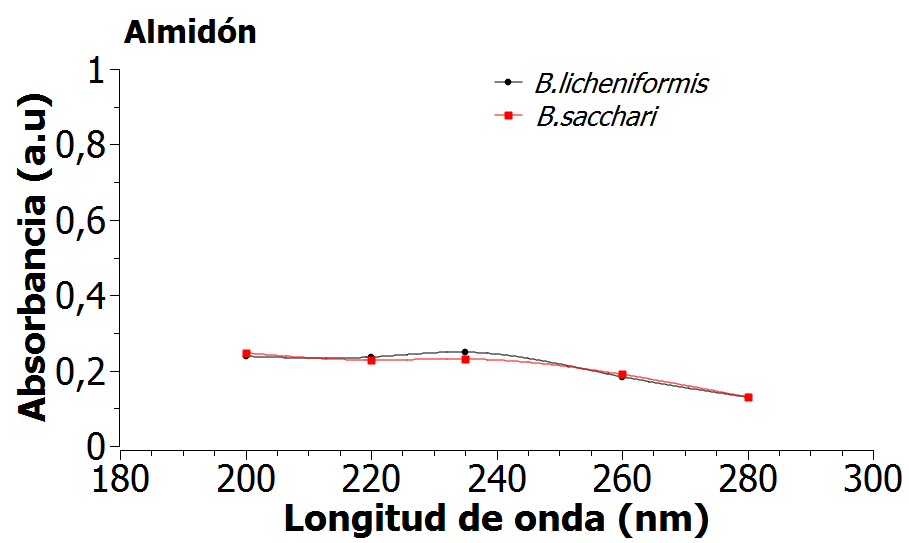 Almidón
B.licheniformis
B.sacchari
Absorbancia (a.u)
1
0,8
0,6
0,4
0,2
0
180 200 220 240 260 280 300
Longitud de onda (nm)